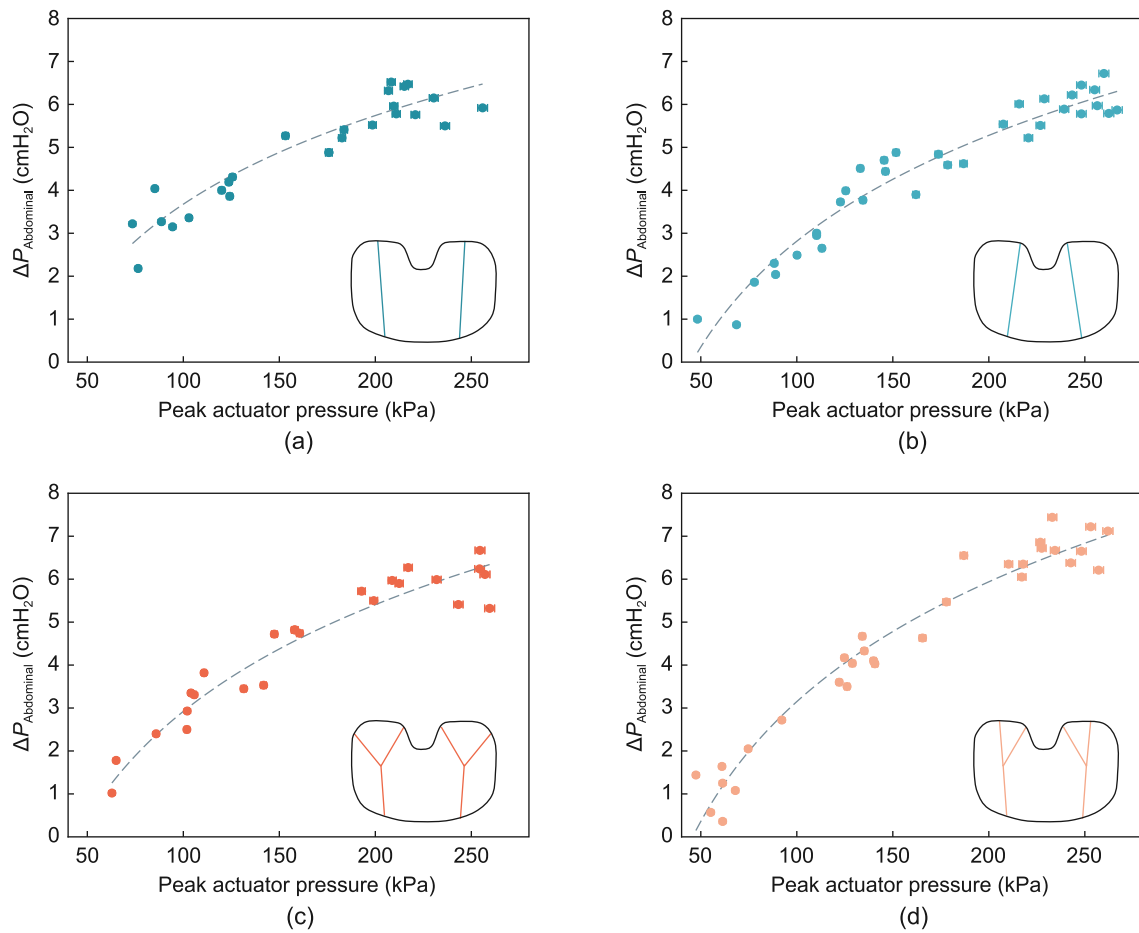 8
7
6
5
4
3
2
1
0
ΔP_Abdominal (cmH₂O)
50 100 150 200 250
Peak actuator pressure (kPa)
(a)
8
7
6
5
4
3
2
1
0
ΔP_Abdominal (cmH₂O)
50 100 150 200 250
Peak actuator pressure (kPa)
(b)
8
7
6
5
4
3
2
1
0
ΔP_Abdominal (cmH₂O)
50 100 150 200 250
Peak actuator pressure (kPa)
(c)
8
7
6
5
4
3
2
1
0
ΔP_Abdominal (cmH₂O)
50 100 150 200 250
Peak actuator pressure (kPa)
(d)